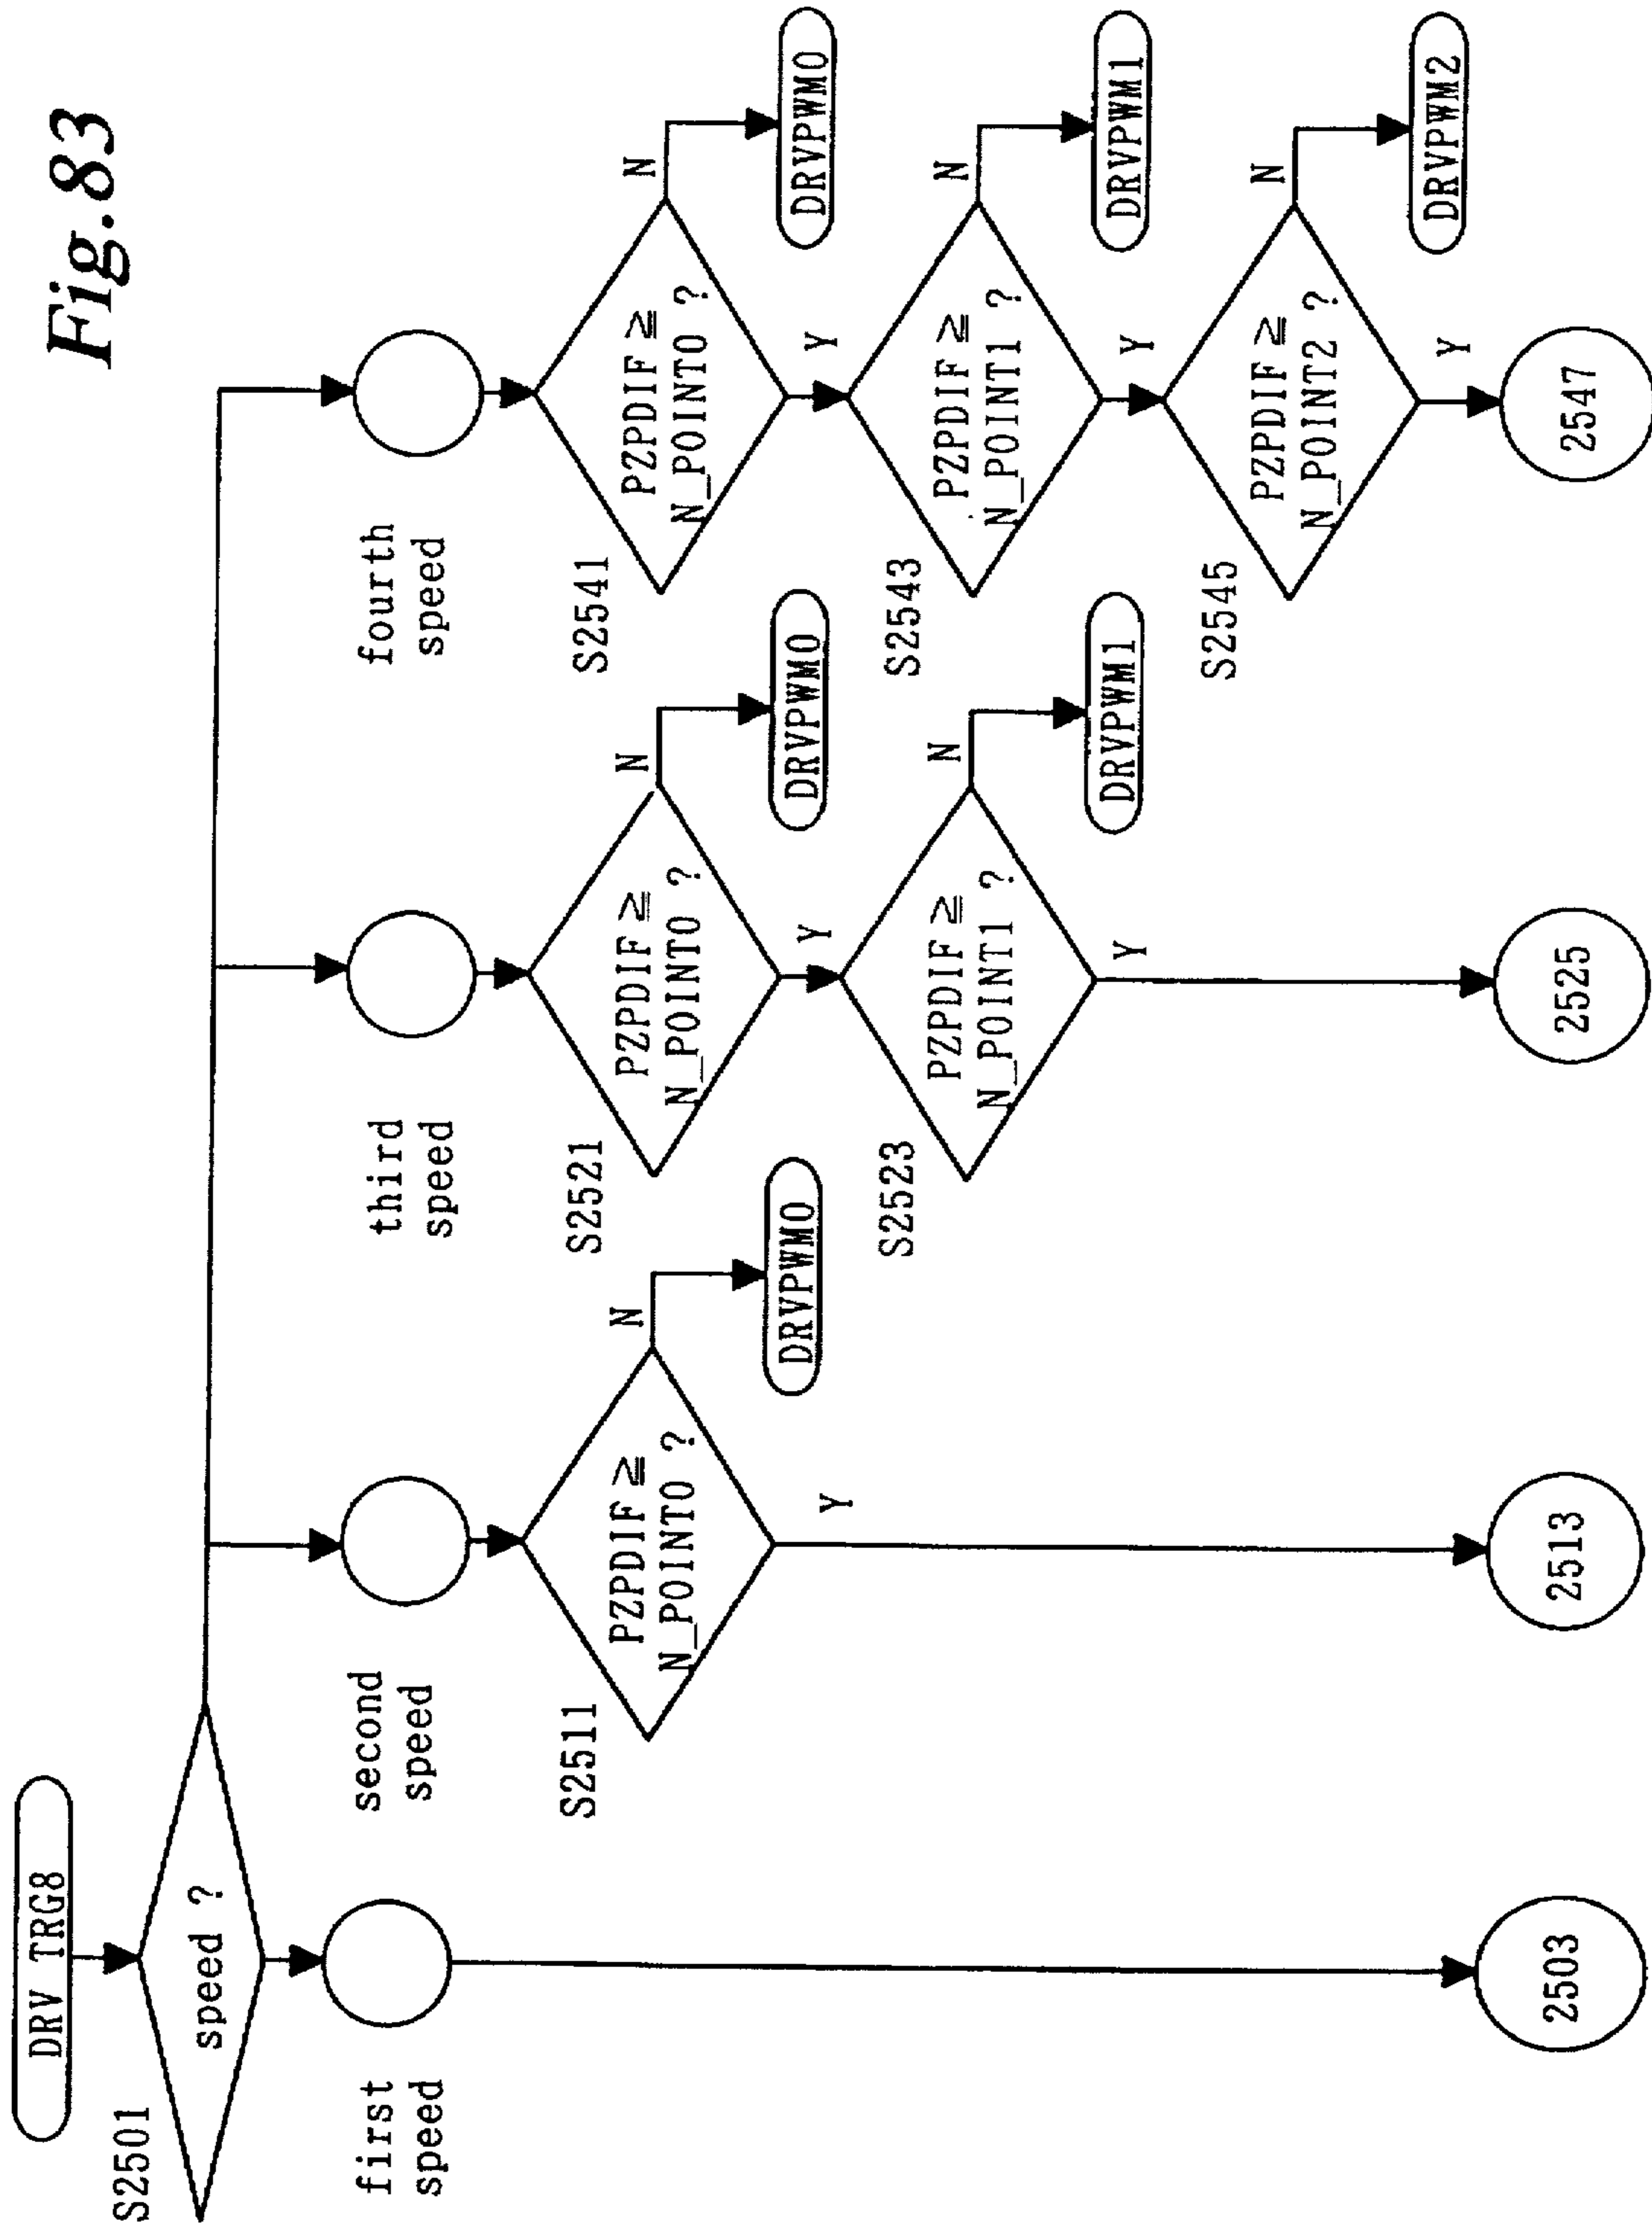 Fig.83
DRV TRG8
S2501
speed ?
first
speed
second
speed
third
speed
fourth
speed
S2511
PZPDIF ≧
N_POINT0 ?
N
Y
DRVPWM0
S2521
PZPDIF ≧
N_POINT0 ?
N
Y
DRVPWM0
S2523
PZPDIF ≧
N_POINT1 ?
N
Y
DRVPWM1
S2541
PZPDIF ≧
N_POINT0 ?
N
Y
DRVPWM0
S2543
PZPDIF ≧
N_POINT1 ?
N
Y
DRVPWM1
S2545
PZPDIF ≧
N_POINT2 ?
N
Y
DRVPWM2
2503
2513
2525
2547